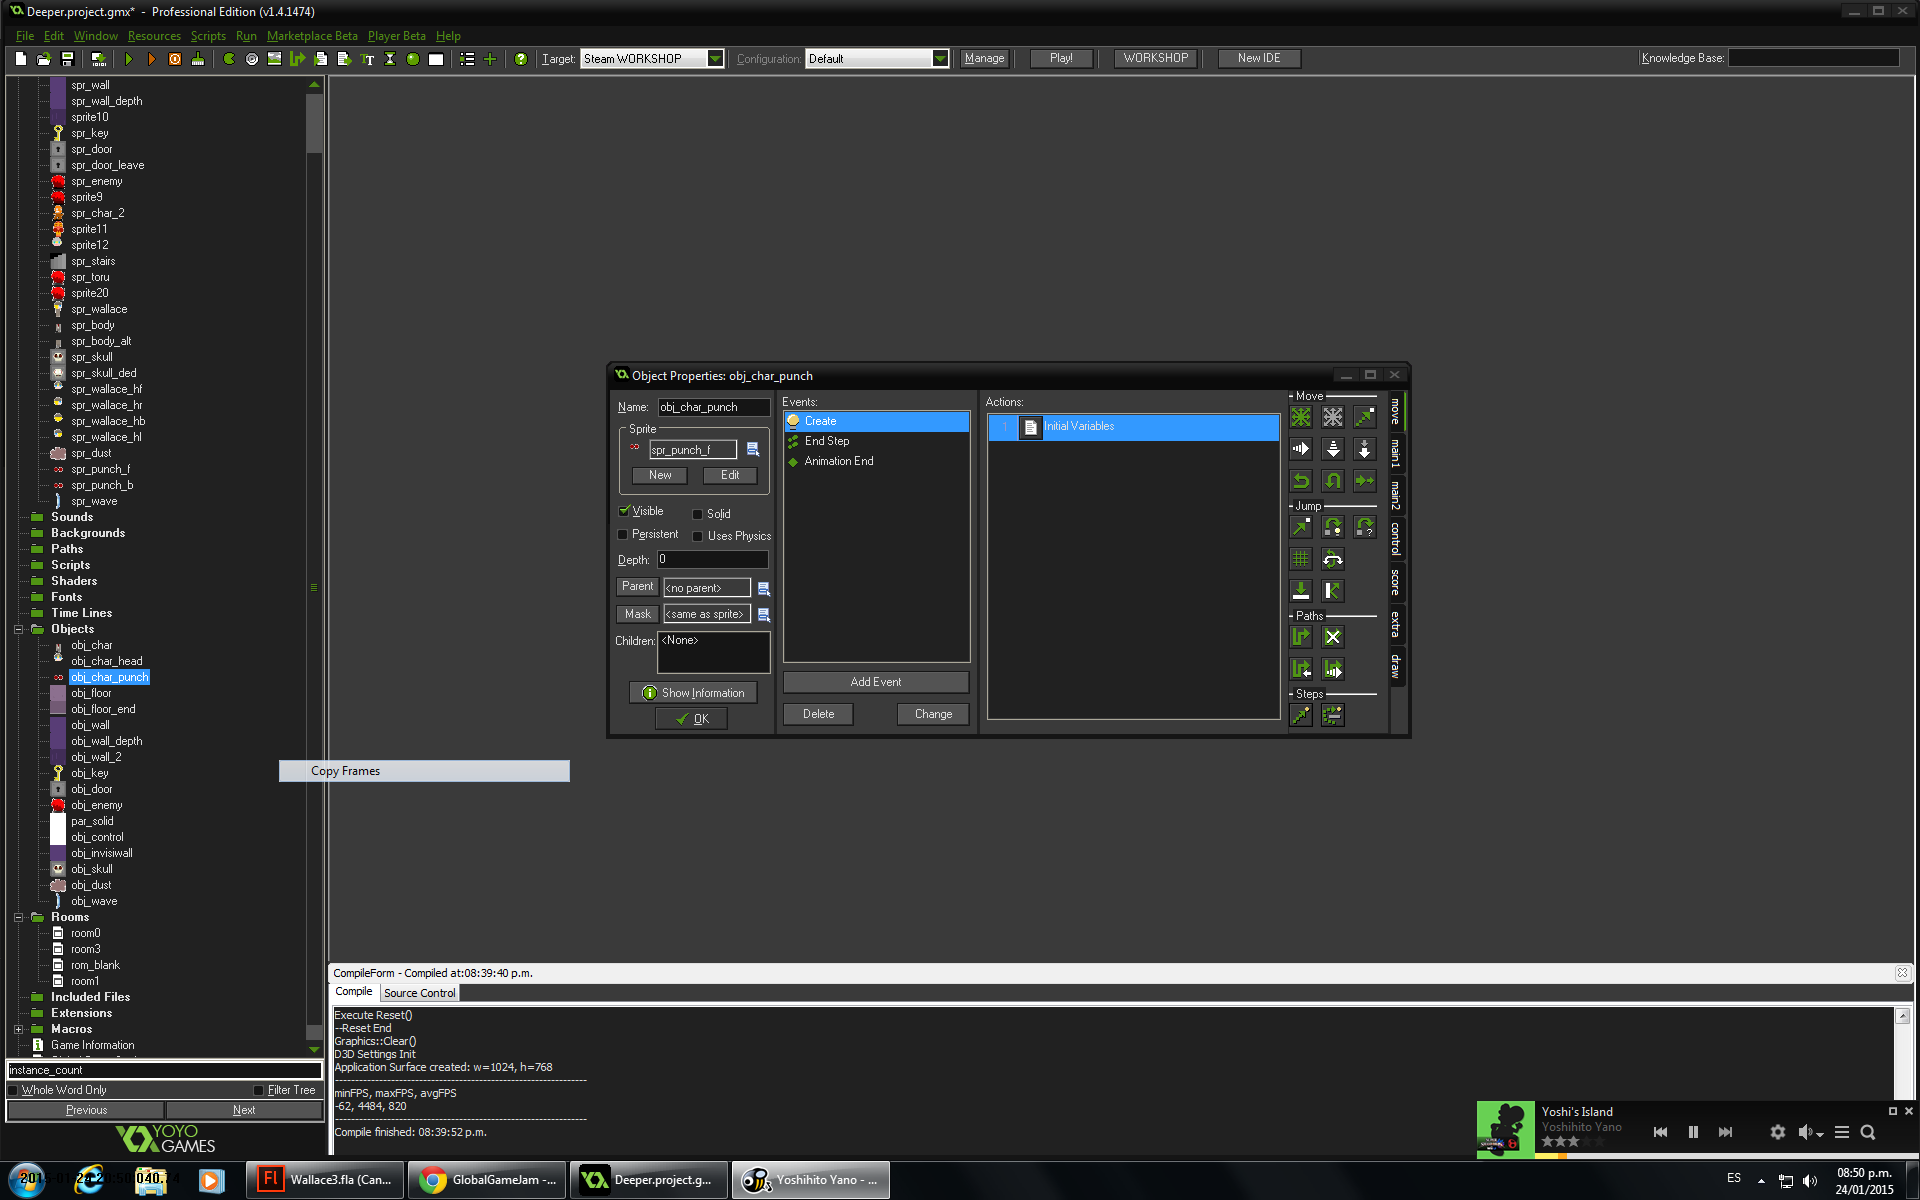 Deeper.project.gmx*  -  Professional Edition (v1.4.1474)
File Edit Window Resources Scripts Run Marketplace Beta Player Beta Help
Target: Steam WORKSHOP Configuration: Default Manage Play! WORKSHOP New IDE Knowledge Base:
spr_wall
spr_wall_depth
sprite10
spr_key
spr_door
spr_door_leave
spr_enemy
sprite9
spr_char_2
sprite11
sprite12
spr_stairs
spr_toru
sprite20
spr_wallace
spr_body
spr_body_alt
spr_skull
spr_skull_ded
spr_wallace_hf
spr_wallace_hr
spr_wallace_hb
spr_wallace_hl
spr_dust
spr_punch_f
spr_punch_b
spr_wave
Sounds
Backgrounds
Paths
Scripts
Shaders
Fonts
Time Lines
Objects
obj_char
obj_char_head
obj_char_punch
obj_floor
obj_floor_end
obj_wall
obj_wall_depth
obj_wall_2
obj_key
obj_door
obj_enemy
par_solid
obj_control
obj_invisiwall
obj_skull
obj_dust
obj_wave
Rooms
room0
room3
rom_blank
room1
Included Files
Extensions
Macros
Game Information
instance_count
Whole Word Only Filter Tree
Previous Next
YOYO GAMES
Copy Frames
Object Properties: obj_char_punch
Name: obj_char_punch
Sprite
spr_punch_f
New Edit
Visible Solid
Persistent Uses Physics
Depth: 0
Parent <no parent>
Mask <same as sprite>
Children: <None>
Show Information
OK
Events:
Create
End Step
Animation End
Add Event
Delete Change
Actions:
1 Initial Variables
Move
Jump
Paths
Steps
move
main1
main2
control
score
extra
draw
CompileForm - Compiled at:08:39:40 p.m.
Compile Source Control
Execute Reset()
--Reset End
Graphics::Clear()
D3D Settings Init
Application Surface created: w=1024, h=768
minFPS, maxFPS, avgFPS
-62, 4484, 820
Compile finished: 08:39:52 p.m.
Yoshi's Island
Yoshihito Yano
Fl Wallace3.fla (Can...
GlobalGameJam -...
Deeper.project.g...
Yoshihito Yano - ...
ES
08:50 p.m.
24/01/2015